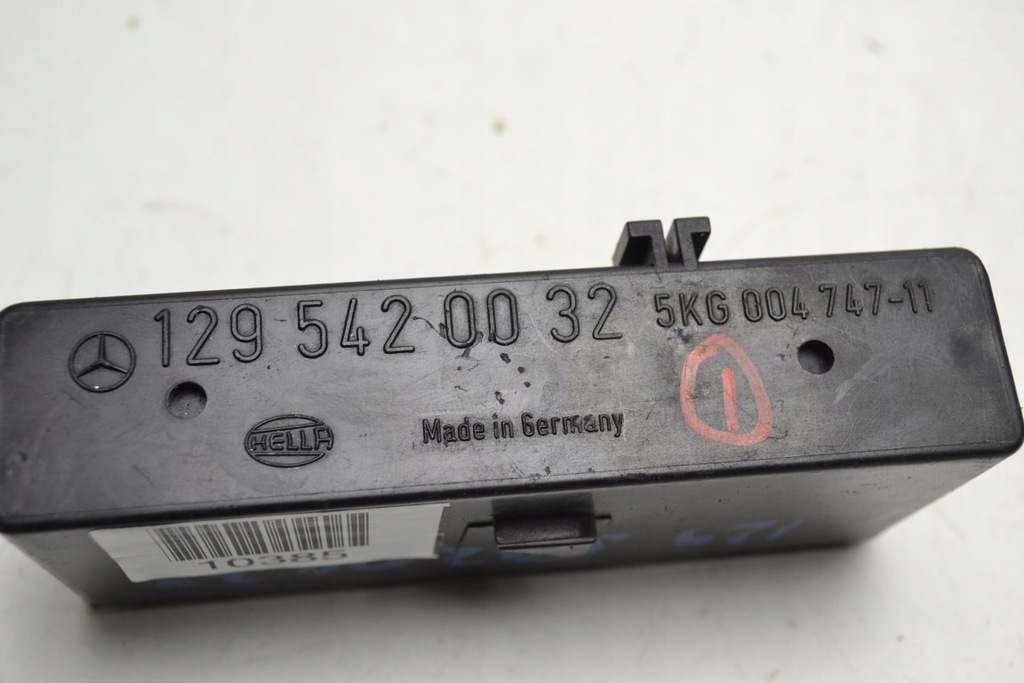 129 542 00 32 5KG 004 747-11
HELLA Made in Germany 1
10385